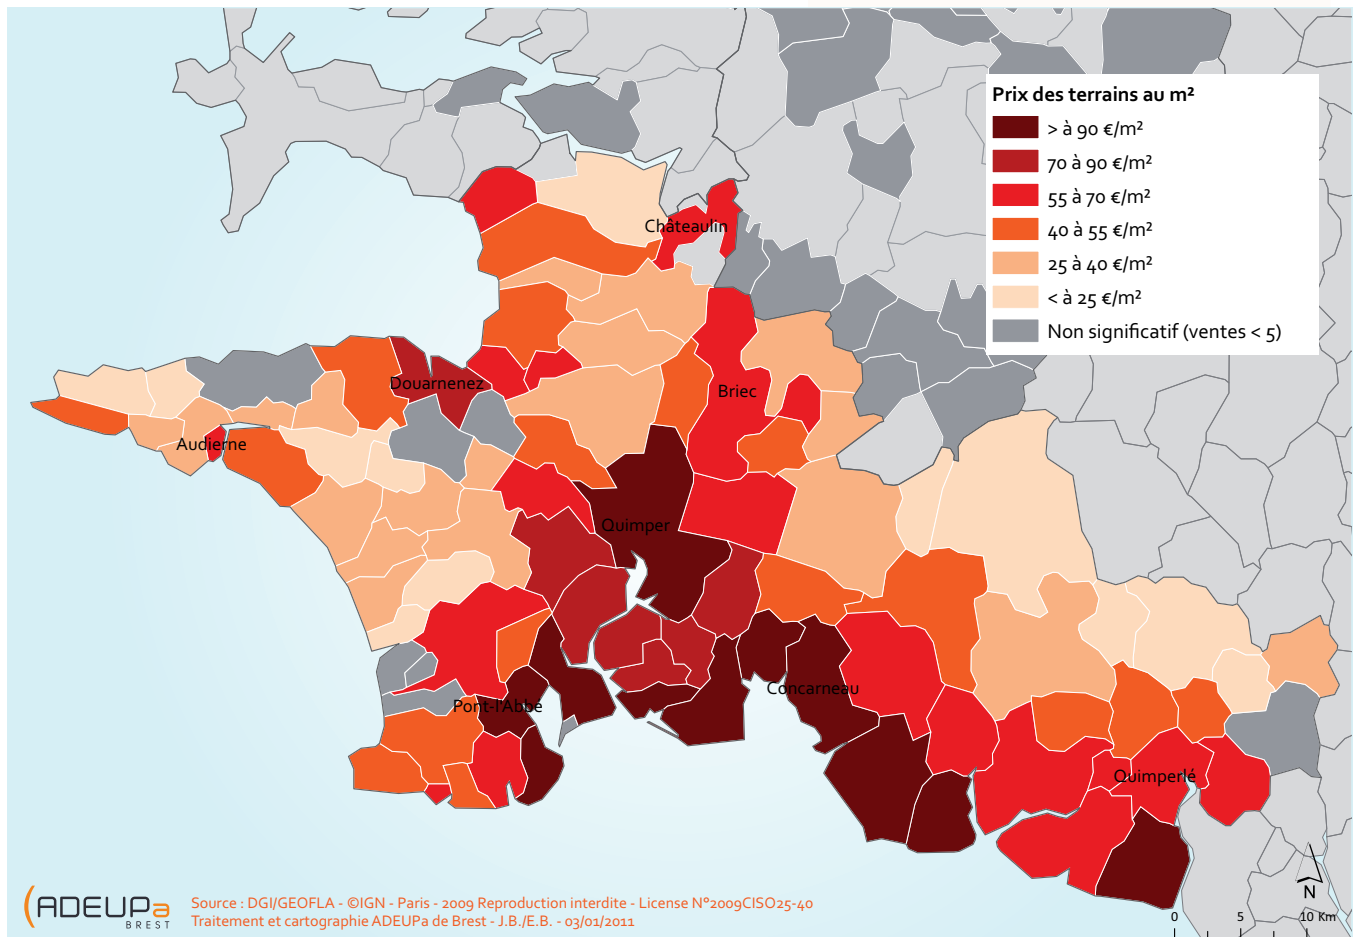 Prix des terrains au m²
> à 90 €/m²
70 à 90 €/m²
55 à 70 €/m²
40 à 55 €/m²
25 à 40 €/m²
< à 25 €/m²
Non significatif (ventes < 5)
Châteaulin
Douarnenez
Briec
Audierne
Quimper
Concarneau
Pont-l'Abbé
Quimperlé
N
0 5 10 Km
ADEUPa
BREST
Source : DGI/GEOFLA - ©IGN - Paris - 2009 Reproduction interdite - License N°2009CISO25-40
Traitement et cartographie ADEUPa de Brest - J.B./E.B. - 03/01/2011